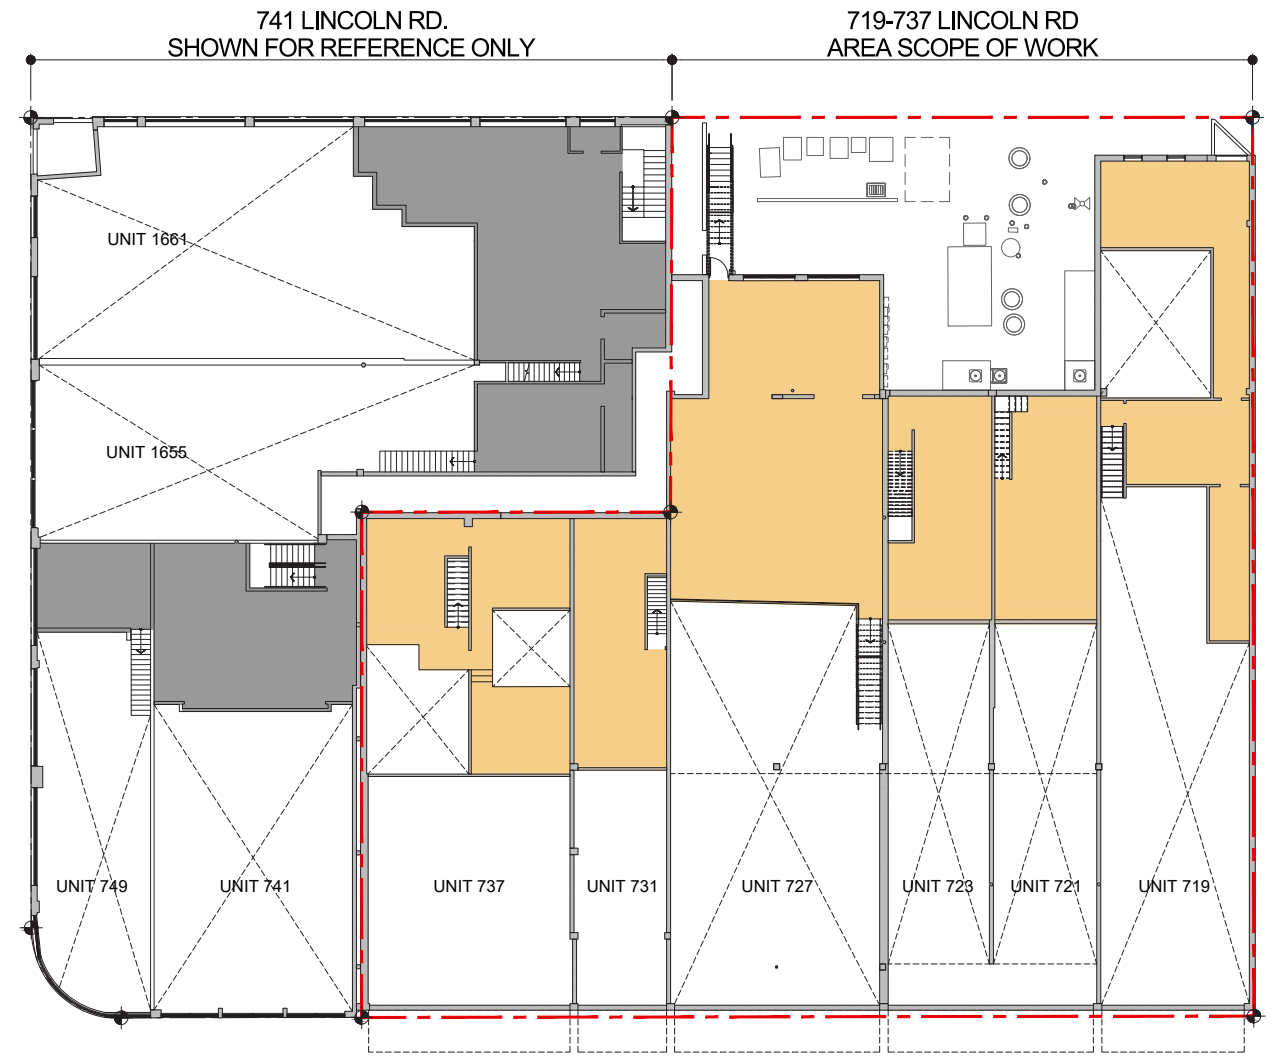 741 LINCOLN RD.
SHOWN FOR REFERENCE ONLY
719-737 LINCOLN RD
AREA SCOPE OF WORK
UNIT 1661
UNIT 1655
UNIT 749
UNIT 741
UNIT 737
UNIT 731
UNIT 727
UNIT 723
UNIT 721
UNIT 719